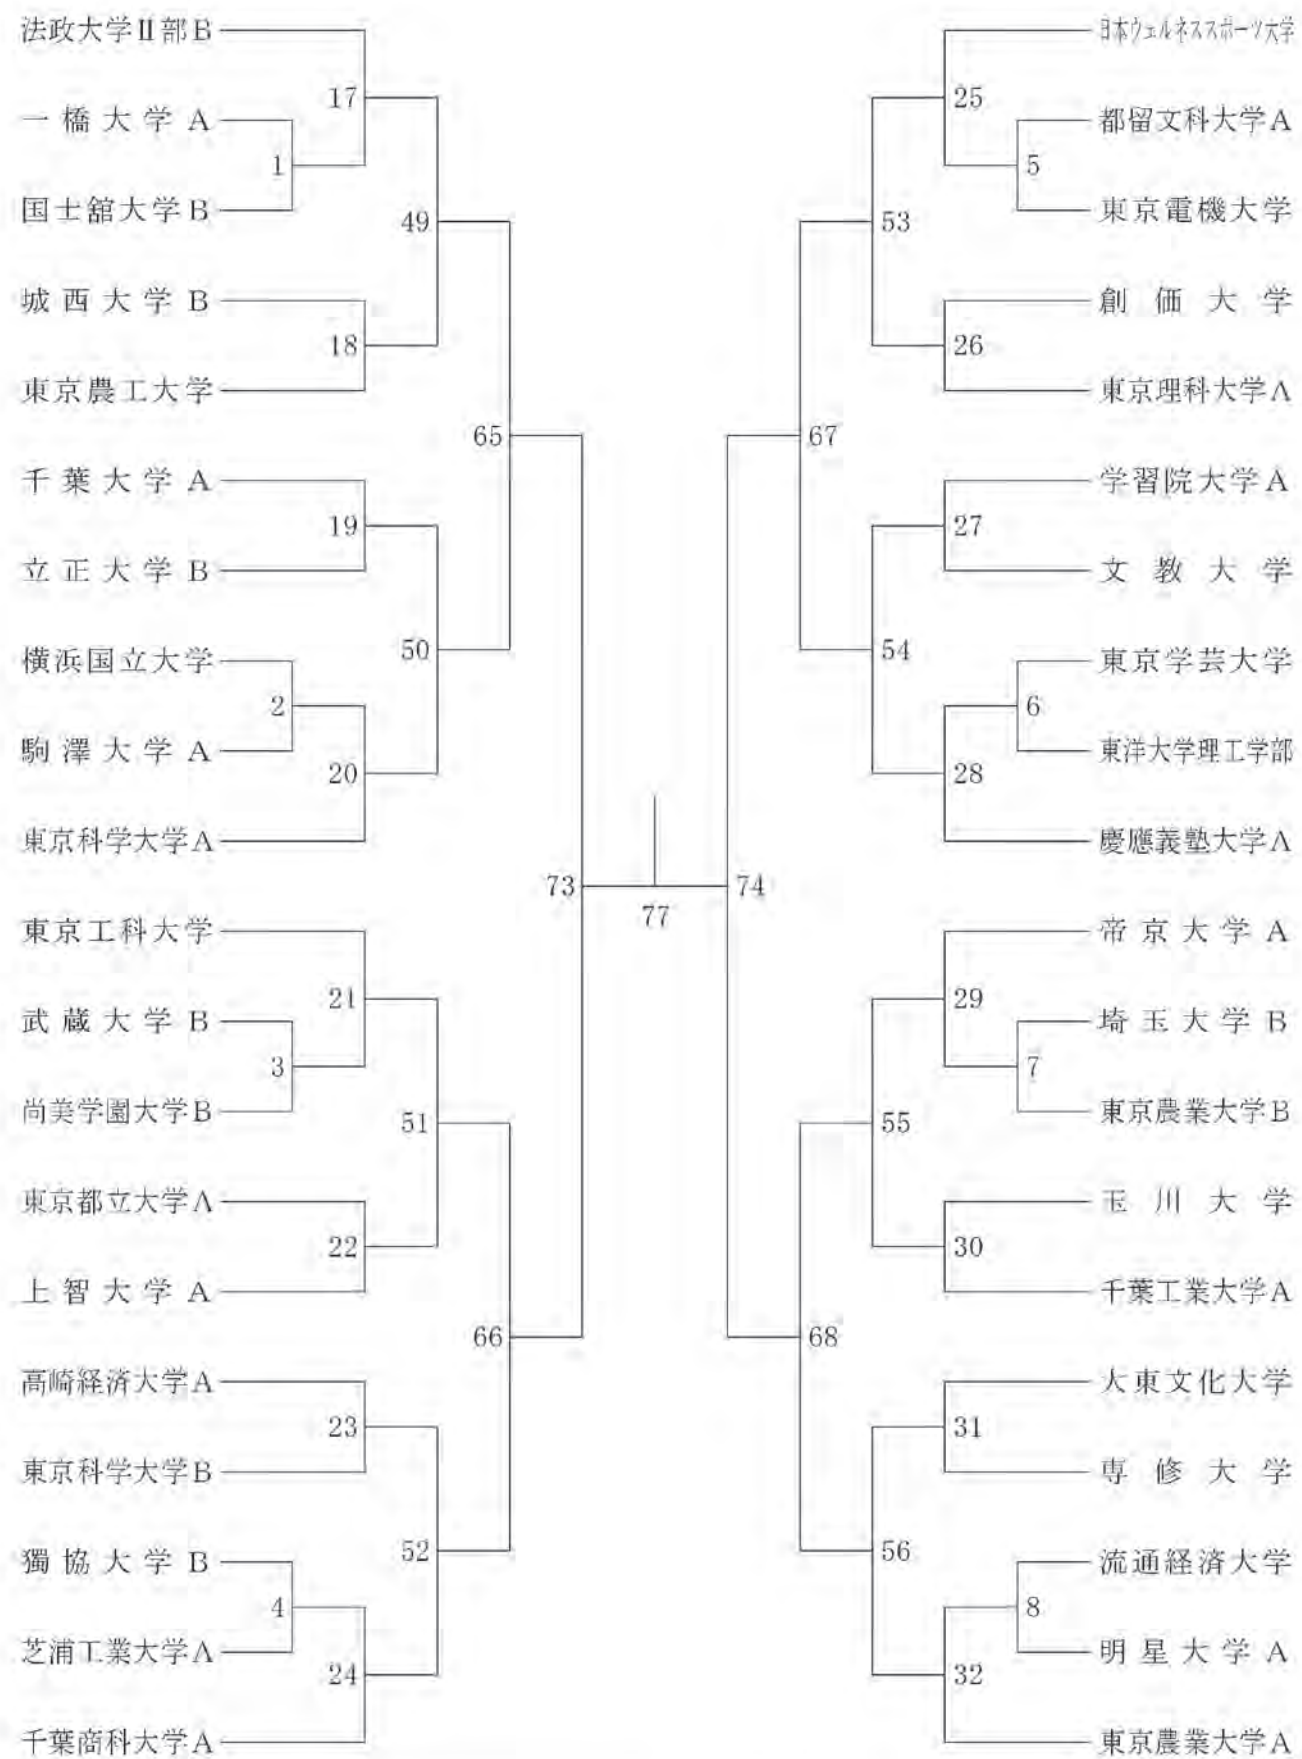 法政大学Ⅱ部B
一橋大学A
国士舘大学B
城西大学B
東京農工大学
千葉大学A
立正大学B
横浜国立大学
駒澤大学A
東京科学大学A
東京工科大学
武蔵大学B
尚美学園大学B
東京都立大学A
上智大学A
高崎経済大学A
東京科学大学B
獨協大学B
芝浦工業大学A
千葉商科大学A
1
2
3
4
17
18
19
20
21
22
23
24
49
50
51
52
65
66
73
77
74
67
68
53
54
55
56
25
26
27
28
29
30
31
32
5
6
7
8
日本ウェルネススポーツ大学
都留文科大学A
東京電機大学
創価大学
東京理科大学A
学習院大学A
文教大学
東京学芸大学
東洋大学理工学部
慶應義塾大学A
帝京大学A
埼玉大学B
東京農業大学B
玉川大学
千葉工業大学A
大東文化大学
専修大学
流通経済大学
明星大学A
東京農業大学A